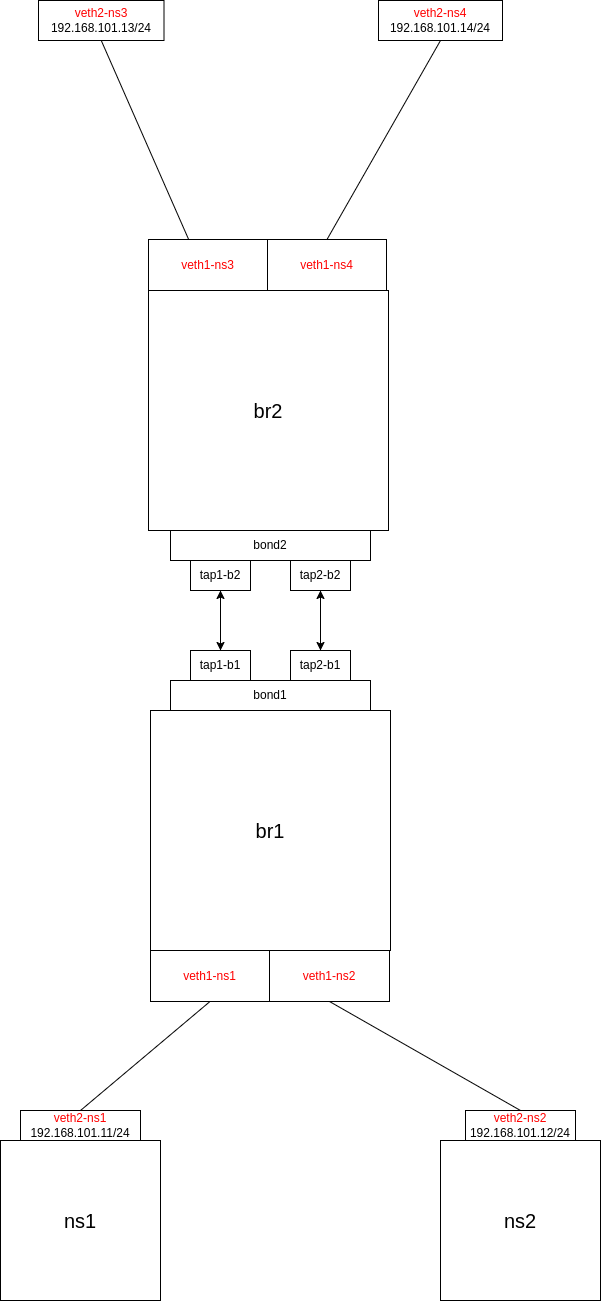 veth2-ns3
192.168.101.13/24
veth2-ns4
192.168.101.14/24
veth1-ns3
veth1-ns4
br2
bond2
tap1-b2
tap2-b2
tap1-b1
tap2-b1
bond1
br1
veth1-ns1
veth1-ns2
veth2-ns1
192.168.101.11/24
veth2-ns2
192.168.101.12/24
ns1
ns2